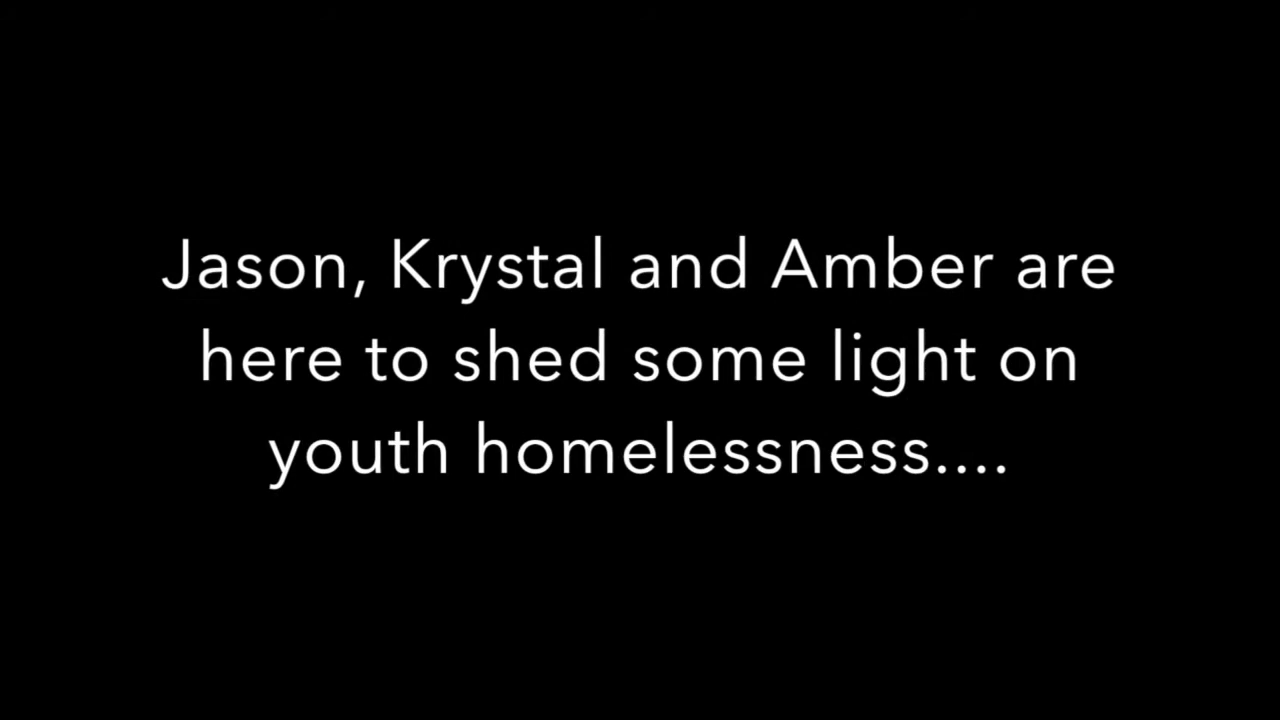 Jason, Krystal and Amber are
here to shed some light on
youth homelessness....